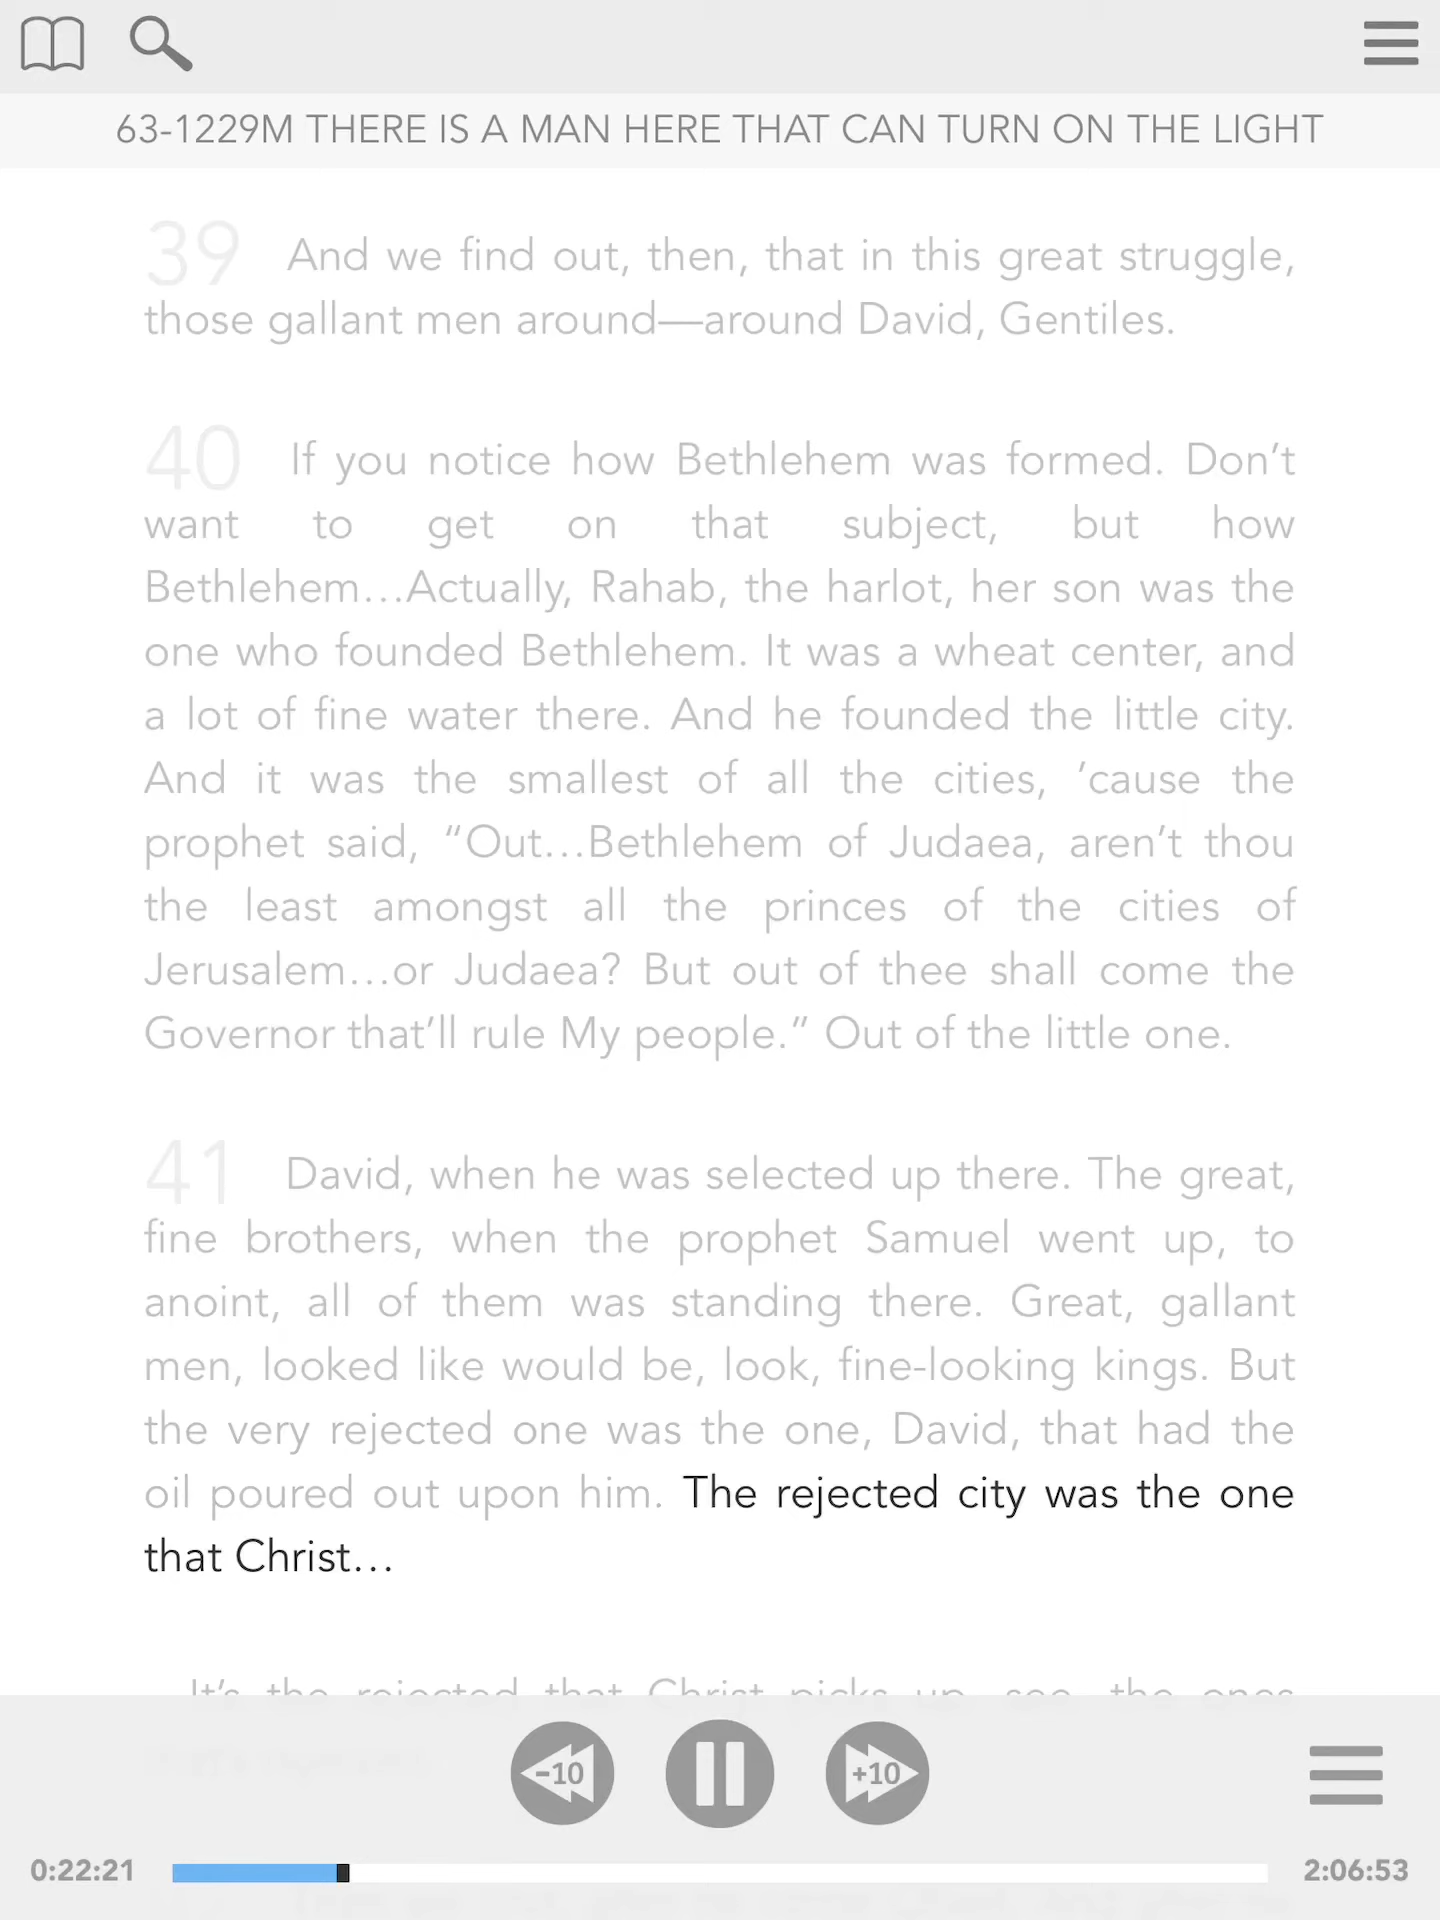 63-1229M THERE IS A MAN HERE THAT CAN TURN ON THE LIGHT
39 And we find out, then, that in this great struggle,
those gallant men around—around David, Gentiles.
40 If you notice how Bethlehem was formed. Don’t
want to get on that subject, but how
Bethlehem…Actually, Rahab, the harlot, her son was the
one who founded Bethlehem. It was a wheat center, and
a lot of fine water there. And he founded the little city.
And it was the smallest of all the cities, ’cause the
prophet said, “Out…Bethlehem of Judaea, aren’t thou
the least amongst all the princes of the cities of
Jerusalem…or Judaea? But out of thee shall come the
Governor that’ll rule My people.” Out of the little one.
41 David, when he was selected up there. The great,
fine brothers, when the prophet Samuel went up, to
anoint, all of them was standing there. Great, gallant
men, looked like would be, look, fine-looking kings. But
the very rejected one was the one, David, that had the
oil poured out upon him. The rejected city was the one
that Christ…
It’s the rejected that Christ picks up, see, the ones
-10
+10
0:22:21
2:06:53